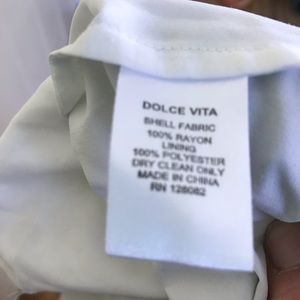 DOLCE VITA
SHELL FABRIC
100% RAYON
LINING
100% POLYESTER
DRY CLEAN ONLY
MADE IN CHINA
RN 128082